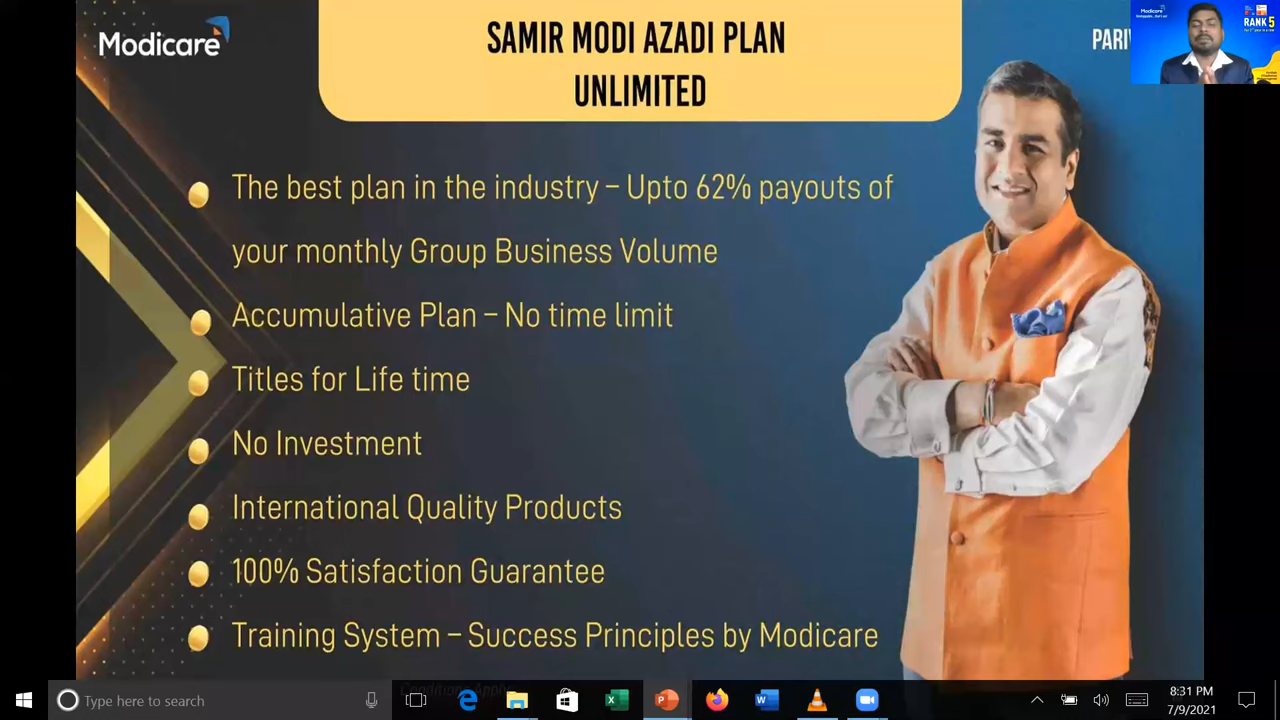 Modicare
SAMIR MODI AZADI PLAN
UNLIMITED
PARIV
Modicare
RANK 5
The best plan in the industry – Upto 62% payouts of
your monthly Group Business Volume
Accumulative Plan – No time limit
Titles for Life time
No Investment
International Quality Products
100% Satisfaction Guarantee
Training System – Success Principles by Modicare
Type here to search
8:31 PM
7/9/2021